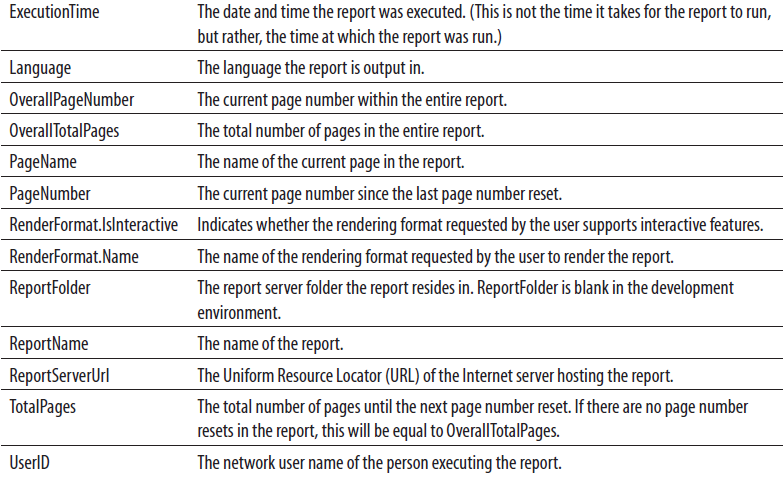 ExecutionTime The date and time the report was executed. (This is not the time it takes for the report to run,
but rather, the time at which the report was run.)
Language The language the report is output in.
OverallPageNumber The current page number within the entire report.
OverallTotalPages The total number of pages in the entire report.
PageName The name of the current page in the report.
PageNumber The current page number since the last page number reset.
RenderFormat.IsInteractive Indicates whether the rendering format requested by the user supports interactive features.
RenderFormat.Name The name of the rendering format requested by the user to render the report.
ReportFolder The report server folder the report resides in. ReportFolder is blank in the development
environment.
ReportName The name of the report.
ReportServerUrl The Uniform Resource Locator (URL) of the Internet server hosting the report.
TotalPages The total number of pages until the next page number reset. If there are no page number
resets in the report, this will be equal to OverallTotalPages.
UserID The network user name of the person executing the report.